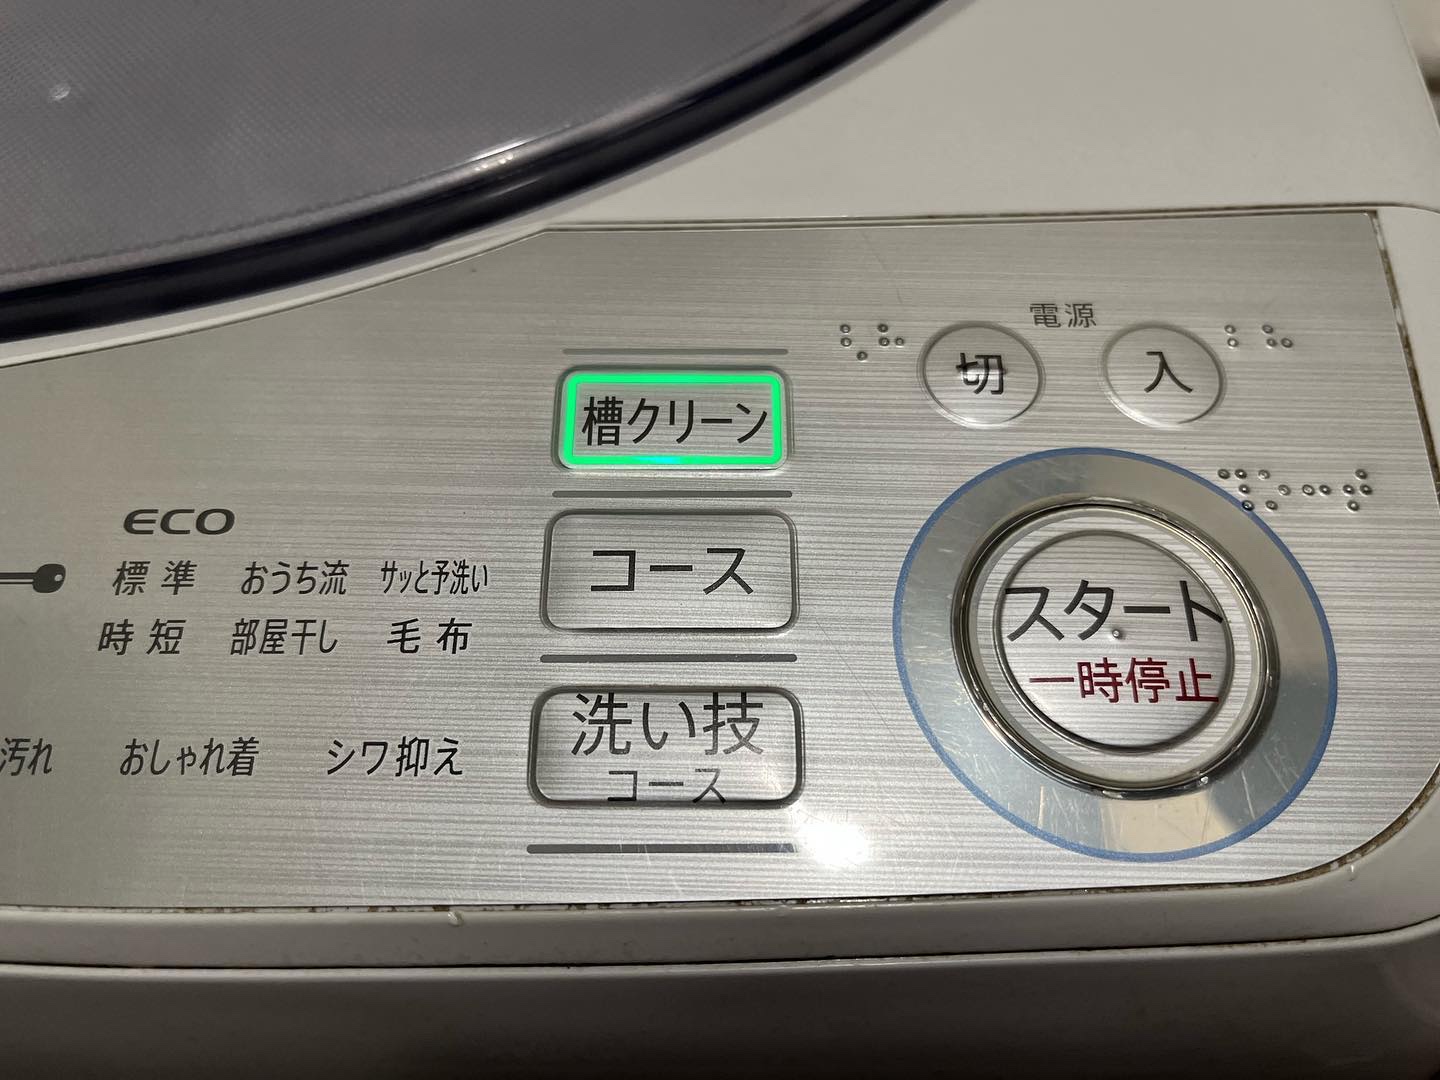 電源
切
入
槽クリーン
ECO
標準 おうち流 サッと予洗い
コース
スタート
一時停止
時短 部屋干し 毛布
洗い技
コース
汚れ おしゃれ着 シワ抑え